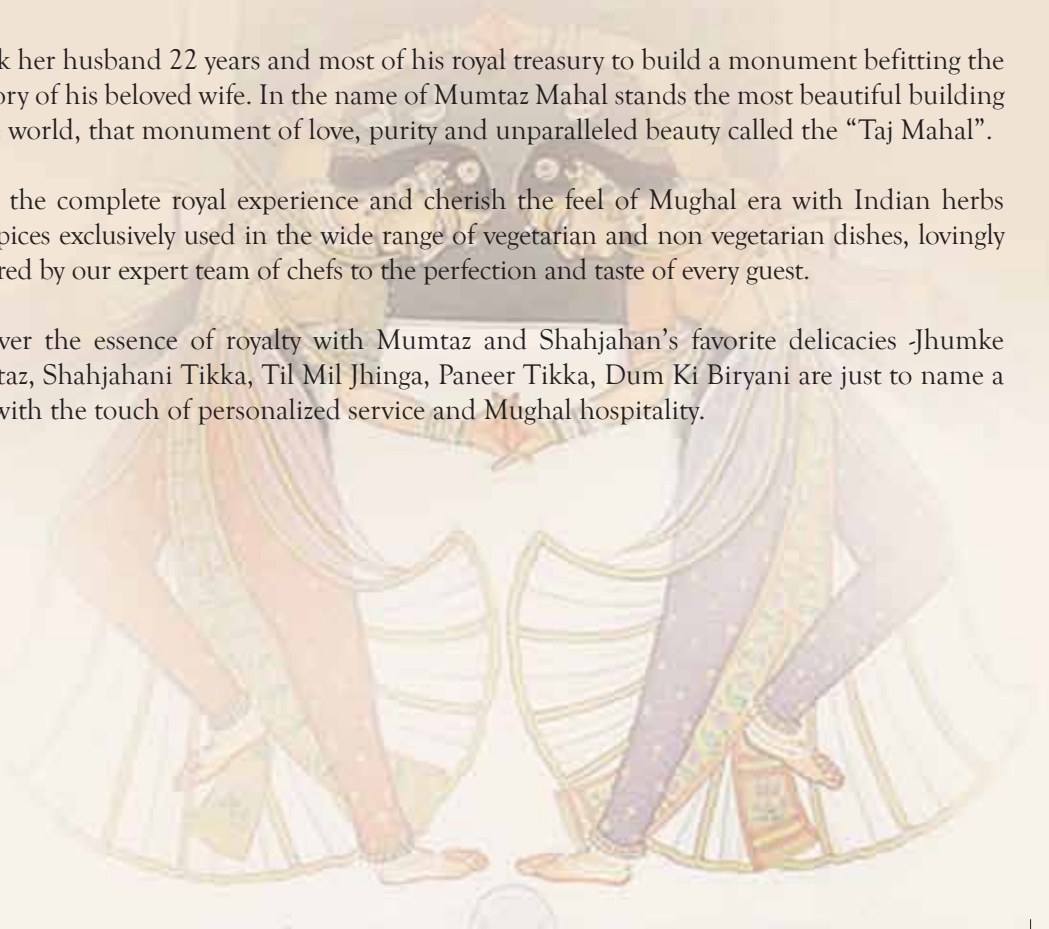 k her husband 22 years and most of his royal treasury to build a monument befitting the
ory of his beloved wife. In the name of Mumtaz Mahal stands the most beautiful building
e world, that monument of love, purity and unparalleled beauty called the “Taj Mahal”.
the complete royal experience and cherish the feel of Mughal era with Indian herbs
pices exclusively used in the wide range of vegetarian and non vegetarian dishes, lovingly
red by our expert team of chefs to the perfection and taste of every guest.
ver the essence of royalty with Mumtaz and Shahjahan’s favorite delicacies -Jhumke
taz, Shahjahani Tikka, Til Mil Jhinga, Paneer Tikka, Dum Ki Biryani are just to name a
with the touch of personalized service and Mughal hospitality.